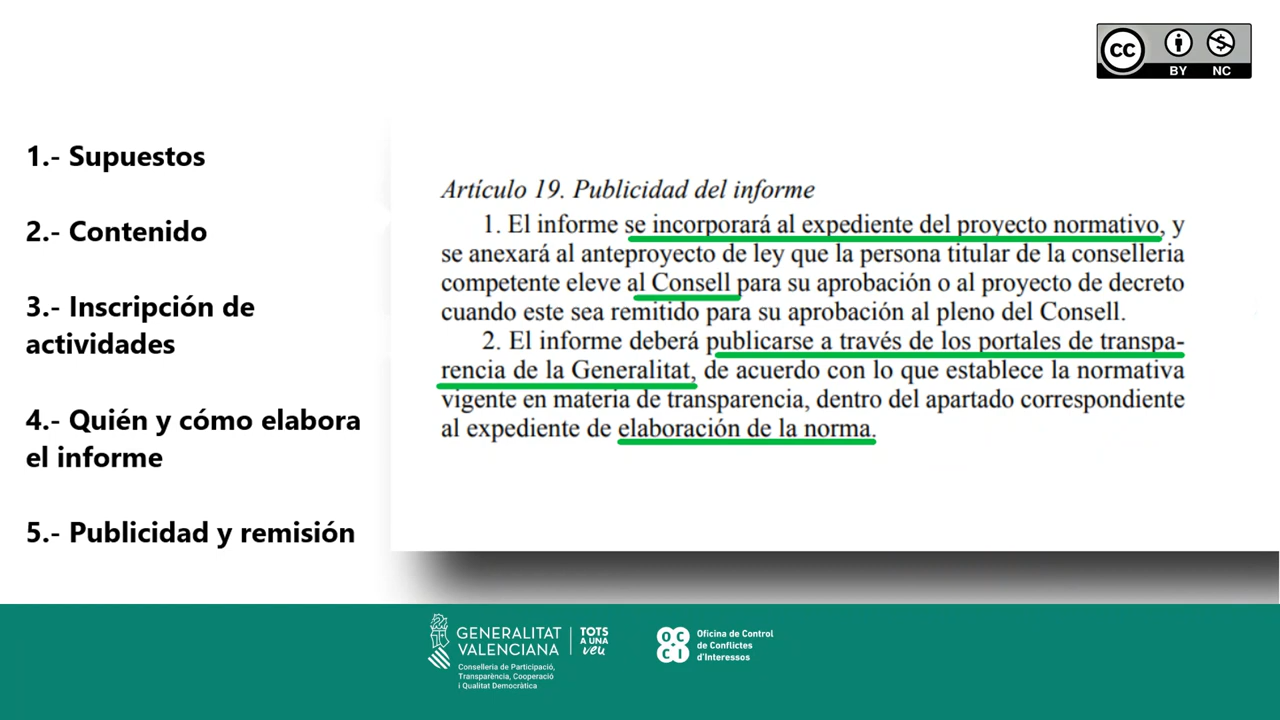 CC
BY NC
1.- Supuestos
2.- Contenido
3.- Inscripción de
actividades
4.- Quién y cómo elabora
el informe
5.- Publicidad y remisión
Artículo 19. Publicidad del informe
1. El informe se incorporará al expediente del proyecto normativo, y
se anexará al anteproyecto de ley que la persona titular de la conselleria
competente eleve al Consell para su aprobación o al proyecto de decreto
cuando este sea remitido para su aprobación al pleno del Consell.
2. El informe deberá publicarse a través de los portales de transpa-
rencia de la Generalitat, de acuerdo con lo que establece la normativa
vigente en materia de transparencia, dentro del apartado correspondiente
al expediente de elaboración de la norma.
GENERALITAT
VALENCIANA
Conselleria de Participació,
Transparència, Cooperació
i Qualitat Democràtica
TOTS
A UNA
veu
OC
CI
Oficina de Control
de Conflictes
d'Interessos